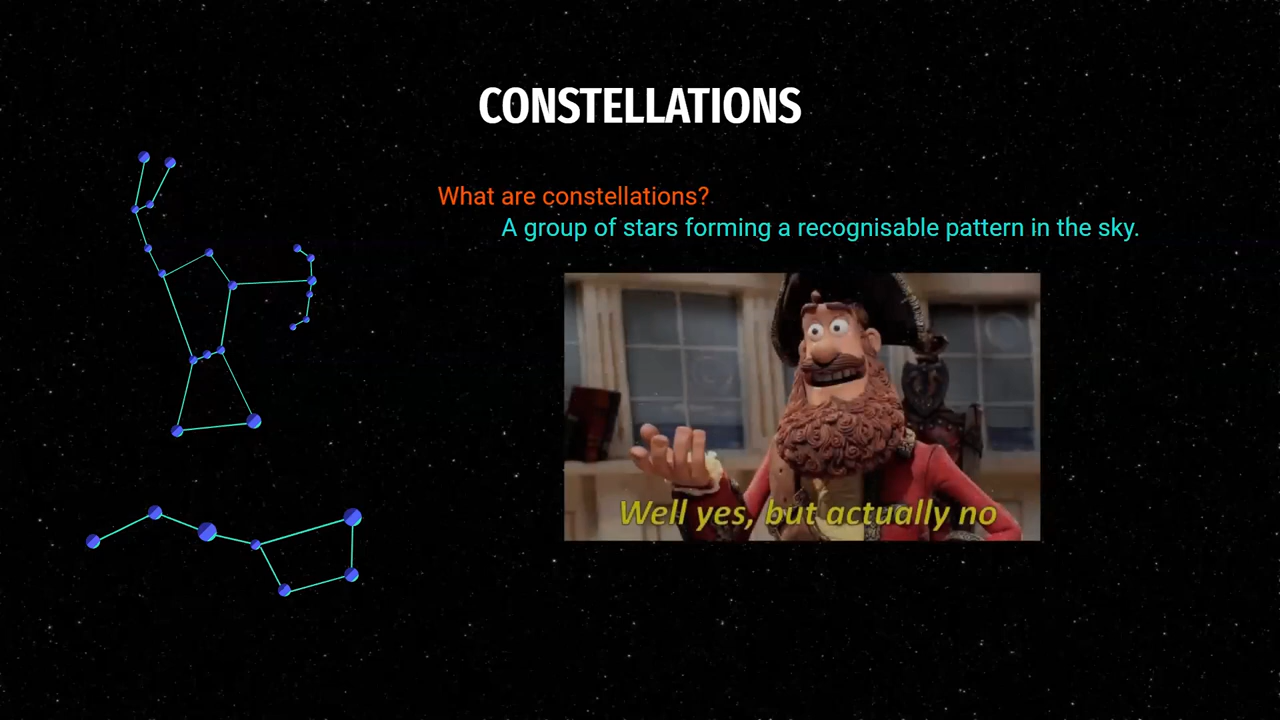 CONSTELLATIONS
What are constellations?
A group of stars forming a recognisable pattern in the sky.
Well yes, but actually no